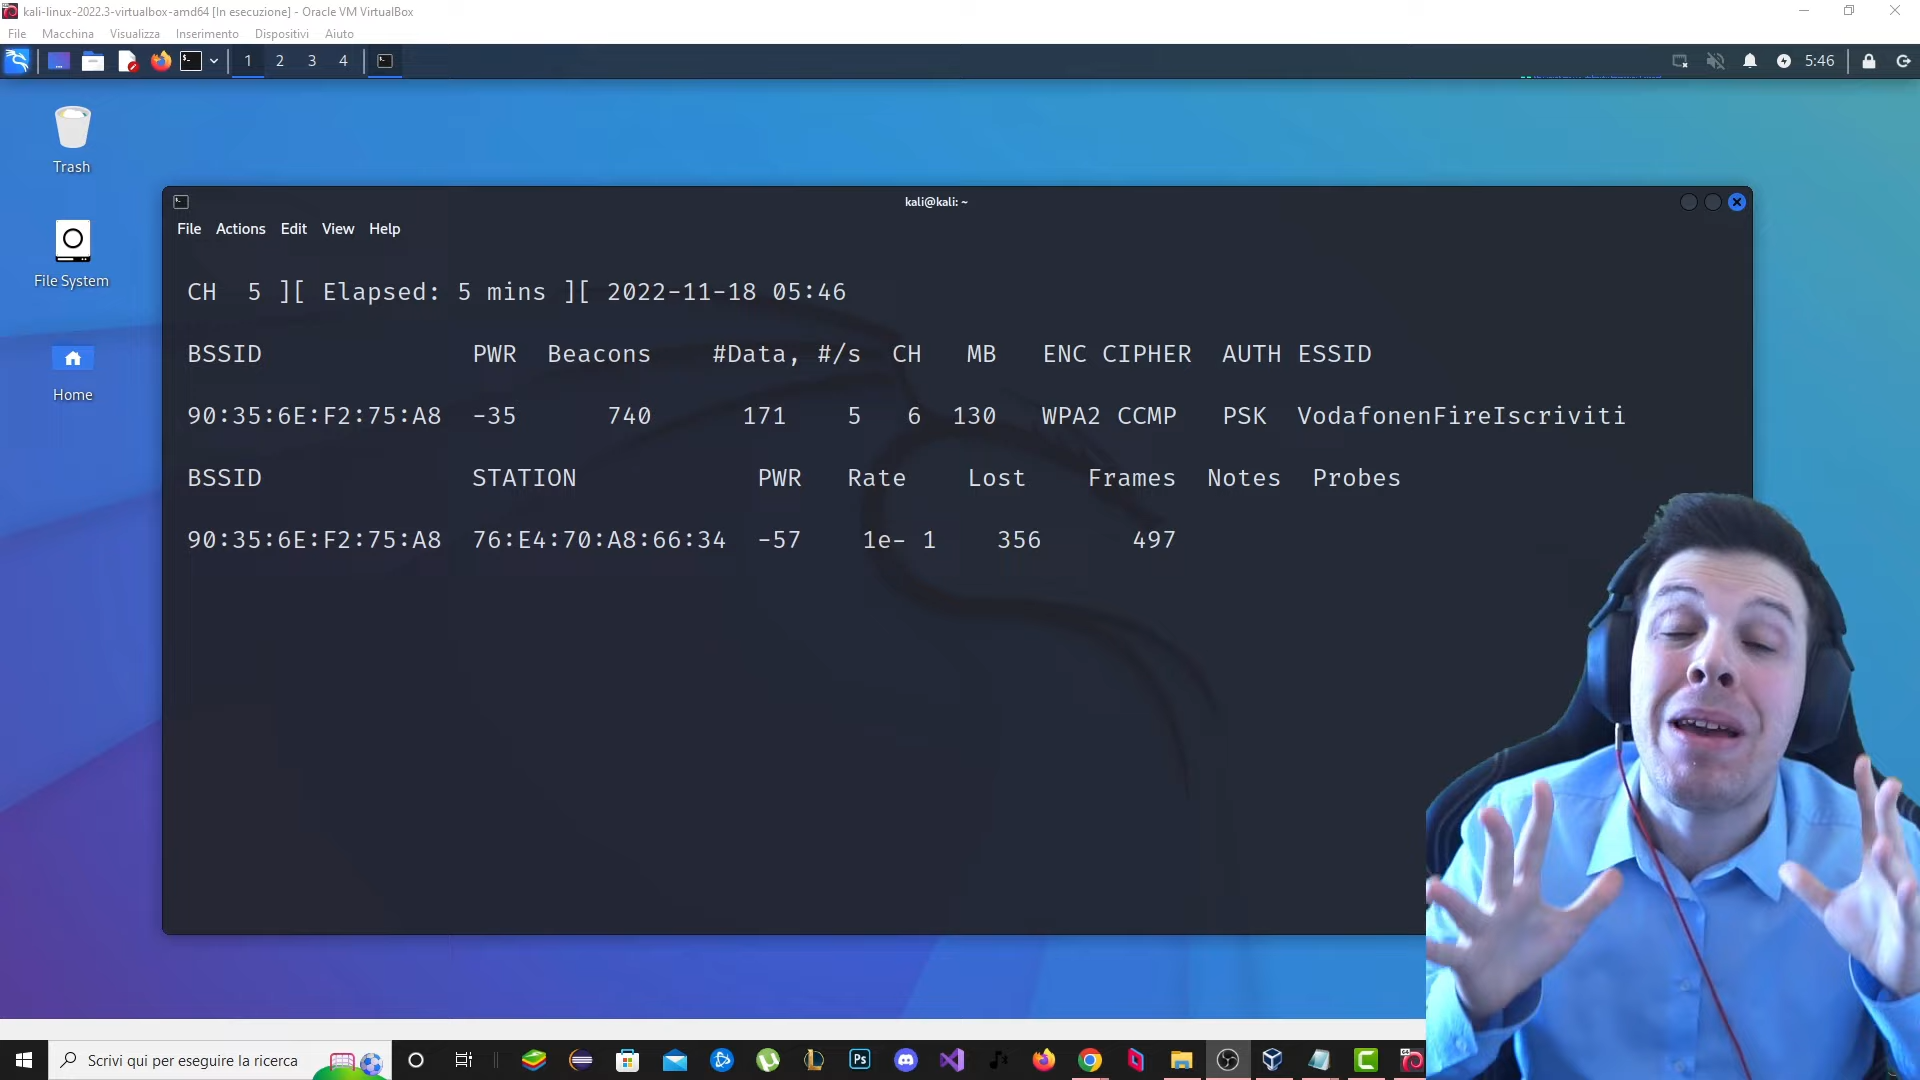 kali-linux-2022.3-virtualbox-amd64 [In esecuzione] - Oracle VM VirtualBox
File Macchina Visualizza Inserimento Dispositivi Aiuto
1 2 3 4 5:46
Trash
File System
Home
kali@kali: ~
File Actions Edit View Help
CH 5 ][ Elapsed: 5 mins ][ 2022-11-18 05:46
BSSID PWR Beacons #Data, #/s CH MB ENC CIPHER AUTH ESSID
90:35:6E:F2:75:A8 -35 740 171 5 6 130 WPA2 CCMP PSK VodafonenFireIscriviti
BSSID STATION PWR Rate Lost Frames Notes Probes
90:35:6E:F2:75:A8 76:E4:70:A8:66:34 -57 1e- 1 356 497
Scrivi qui per eseguire la ricerca
Ps